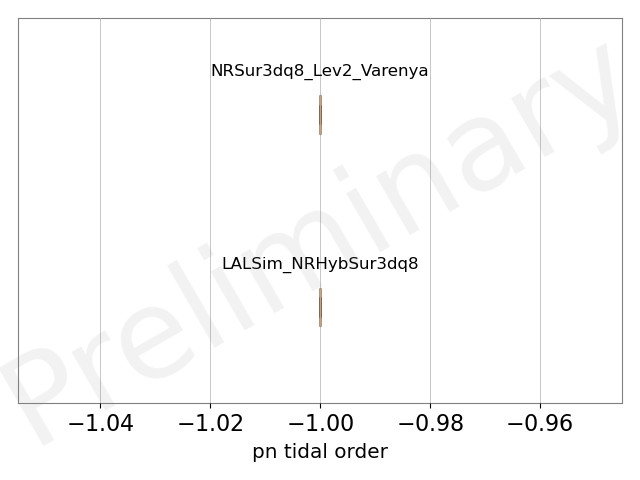 NRSur3dq8_Lev2_Varenya
LALSim_NRHybSur3dq8
Preliminary
−1.04 −1.02 −1.00 −0.98 −0.96
pn tidal order